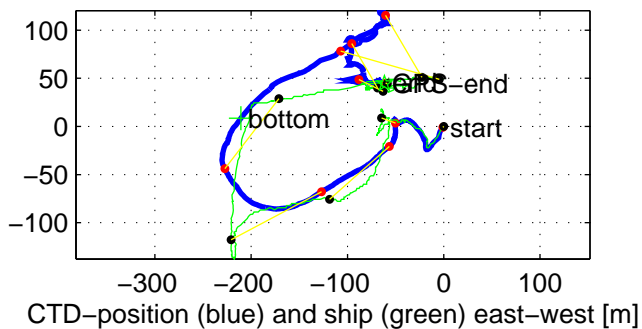 100
50
end
GPS-end
0
bottom
start
-50
-100
-300
-200
-100
0
100
CTD-position (blue) and ship (green) east-west [m]